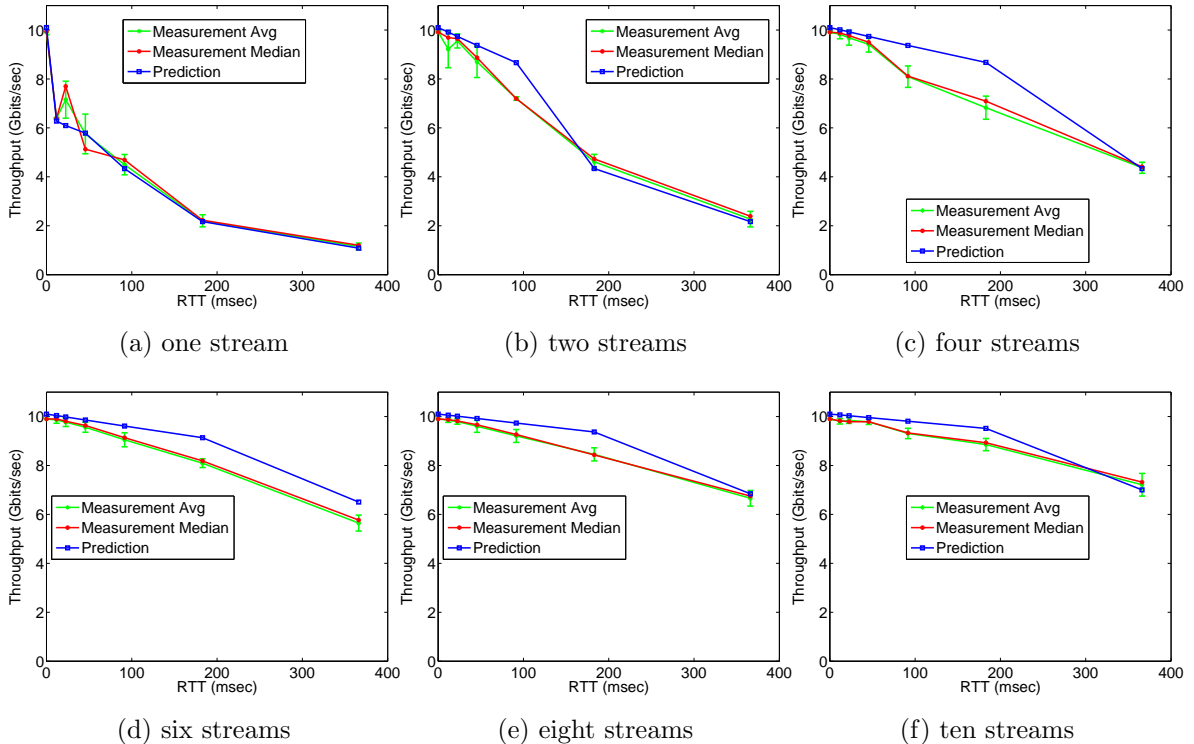 Throughput (Gbits/sec)
10
8
6
4
2
0
0 100 200 300 400
RTT (msec)
Measurement Avg
Measurement Median
Prediction
(a) one stream
Throughput (Gbits/sec)
10
8
6
4
2
0
0 100 200 300 400
RTT (msec)
Measurement Avg
Measurement Median
Prediction
(b) two streams
Throughput (Gbits/sec)
10
8
6
4
2
0
0 100 200 300 400
RTT (msec)
Measurement Avg
Measurement Median
Prediction
(c) four streams
Throughput (Gbits/sec)
10
8
6
4
2
0
0 100 200 300 400
RTT (msec)
Measurement Avg
Measurement Median
Prediction
(d) six streams
Throughput (Gbits/sec)
10
8
6
4
2
0
0 100 200 300 400
RTT (msec)
Measurement Avg
Measurement Median
Prediction
(e) eight streams
Throughput (Gbits/sec)
10
8
6
4
2
0
0 100 200 300 400
RTT (msec)
Measurement Avg
Measurement Median
Prediction
(f) ten streams